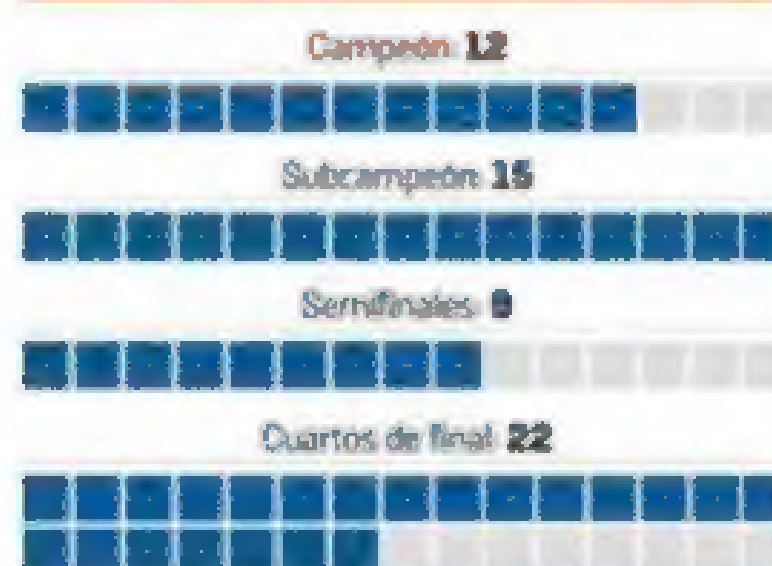 Campeón 12
Subcampeón 15
Semifinales 9
Cuartos de final 22